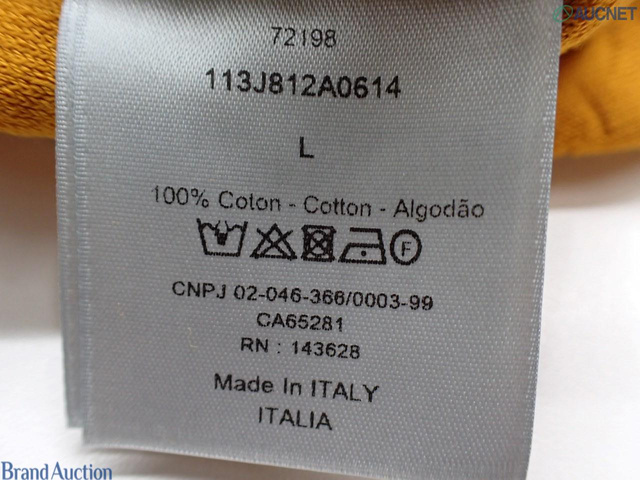 AUCNET
72198
113J812A0614
L
100% Coton - Cotton - Algodão
F
CNPJ 02-046-366/0003-99
CA65281
RN : 143628
Made In ITALY
ITALIA
Brand Auction